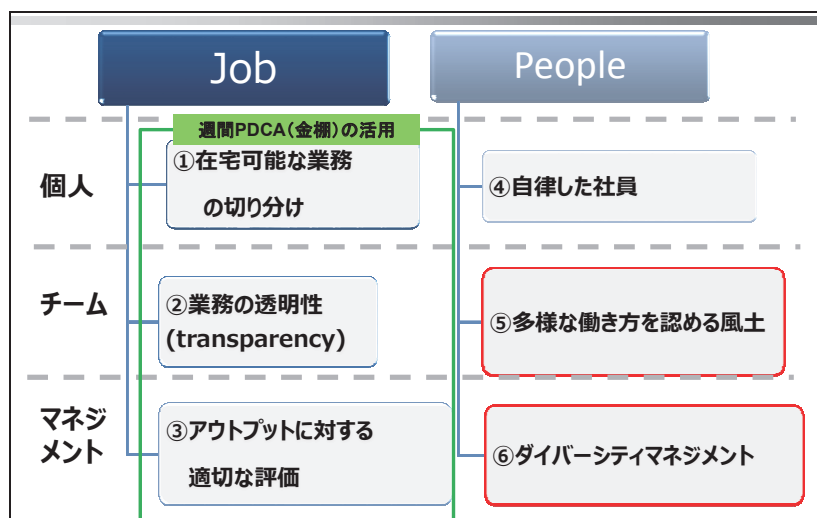 Job
People
週間PDCA(金棚)の活用
個人
①在宅可能な業務
の切り分け
④自律した社員
チーム
②業務の透明性
(transparency)
⑤多様な働き方を認める風土
マネジ
メント
③アウトプットに対する
適切な評価
⑥ダイバーシティマネジメント